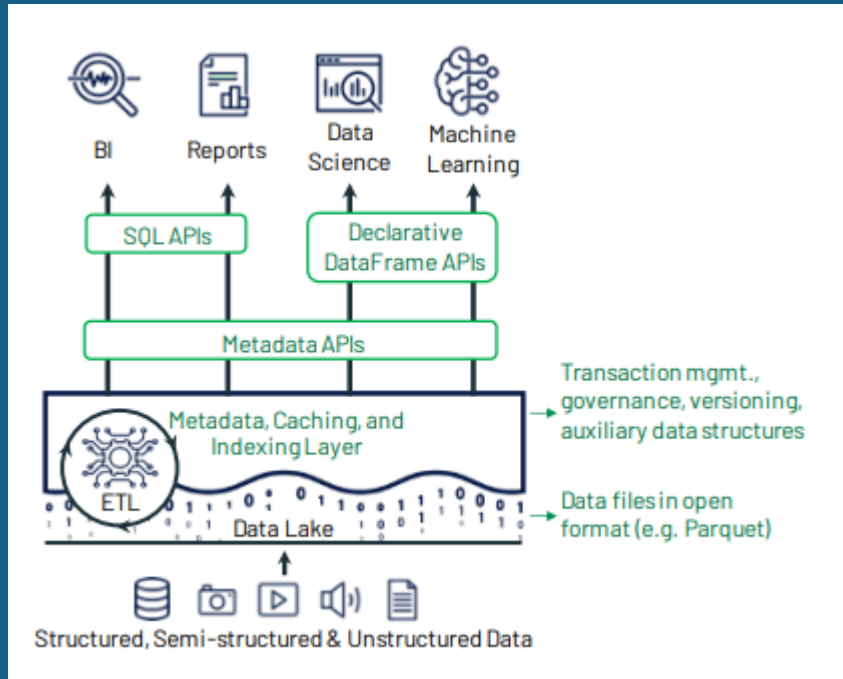 BI
Reports
Data
Science
Machine
Learning
SQL APIs
Declarative
DataFrame APIs
Metadata APIs
Metadata, Caching, and
Indexing Layer
Transaction mgmt.,
governance, versioning,
auxiliary data structures
ETL
Data Lake
Data files in open
format (e.g. Parquet)
Structured, Semi-structured & Unstructured Data